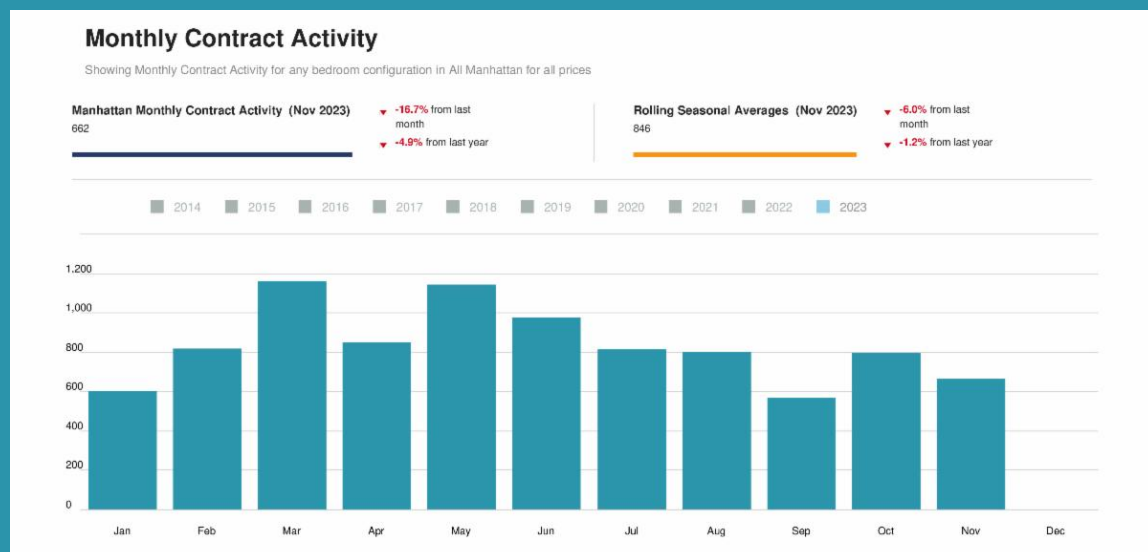 Monthly Contract Activity
Showing Monthly Contract Activity for any bedroom configuration in All Manhattan for all prices
Manhattan Monthly Contract Activity (Nov 2023)
662
-16.7% from last
month
-4.9% from last year
Rolling Seasonal Averages (Nov 2023)
846
-6.0% from last
month
-1.2% from last year
2014 2015 2016 2017 2018 2019 2020 2021 2022 2023
1.200
1,000
800
600
400
200
0
Jan Feb Mar Apr May Jun Jul Aug Sep Oct Nov Dec